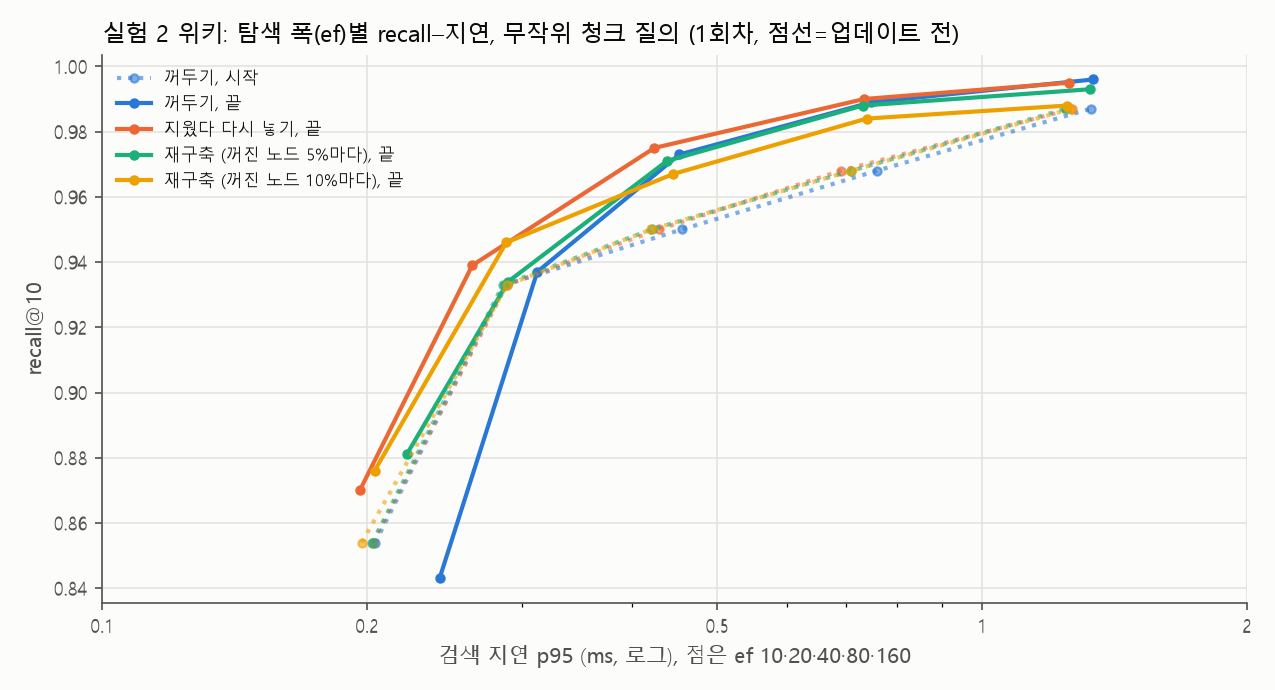 실험 2 위키: 탐색 폭(ef)별 recall–지연, 무작위 청크 질의 (1회차, 점선=업데이트 전)
꺼두기, 시작
꺼두기, 끝
지웠다 다시 넣기, 끝
재구축 (꺼진 노드 5%마다), 끝
재구축 (꺼진 노드 10%마다), 끝
recall@10
1.00
0.98
0.96
0.94
0.92
0.90
0.88
0.86
0.84
0.1 0.2 0.5 1 2
검색 지연 p95 (ms, 로그), 점은 ef 10·20·40·80·160